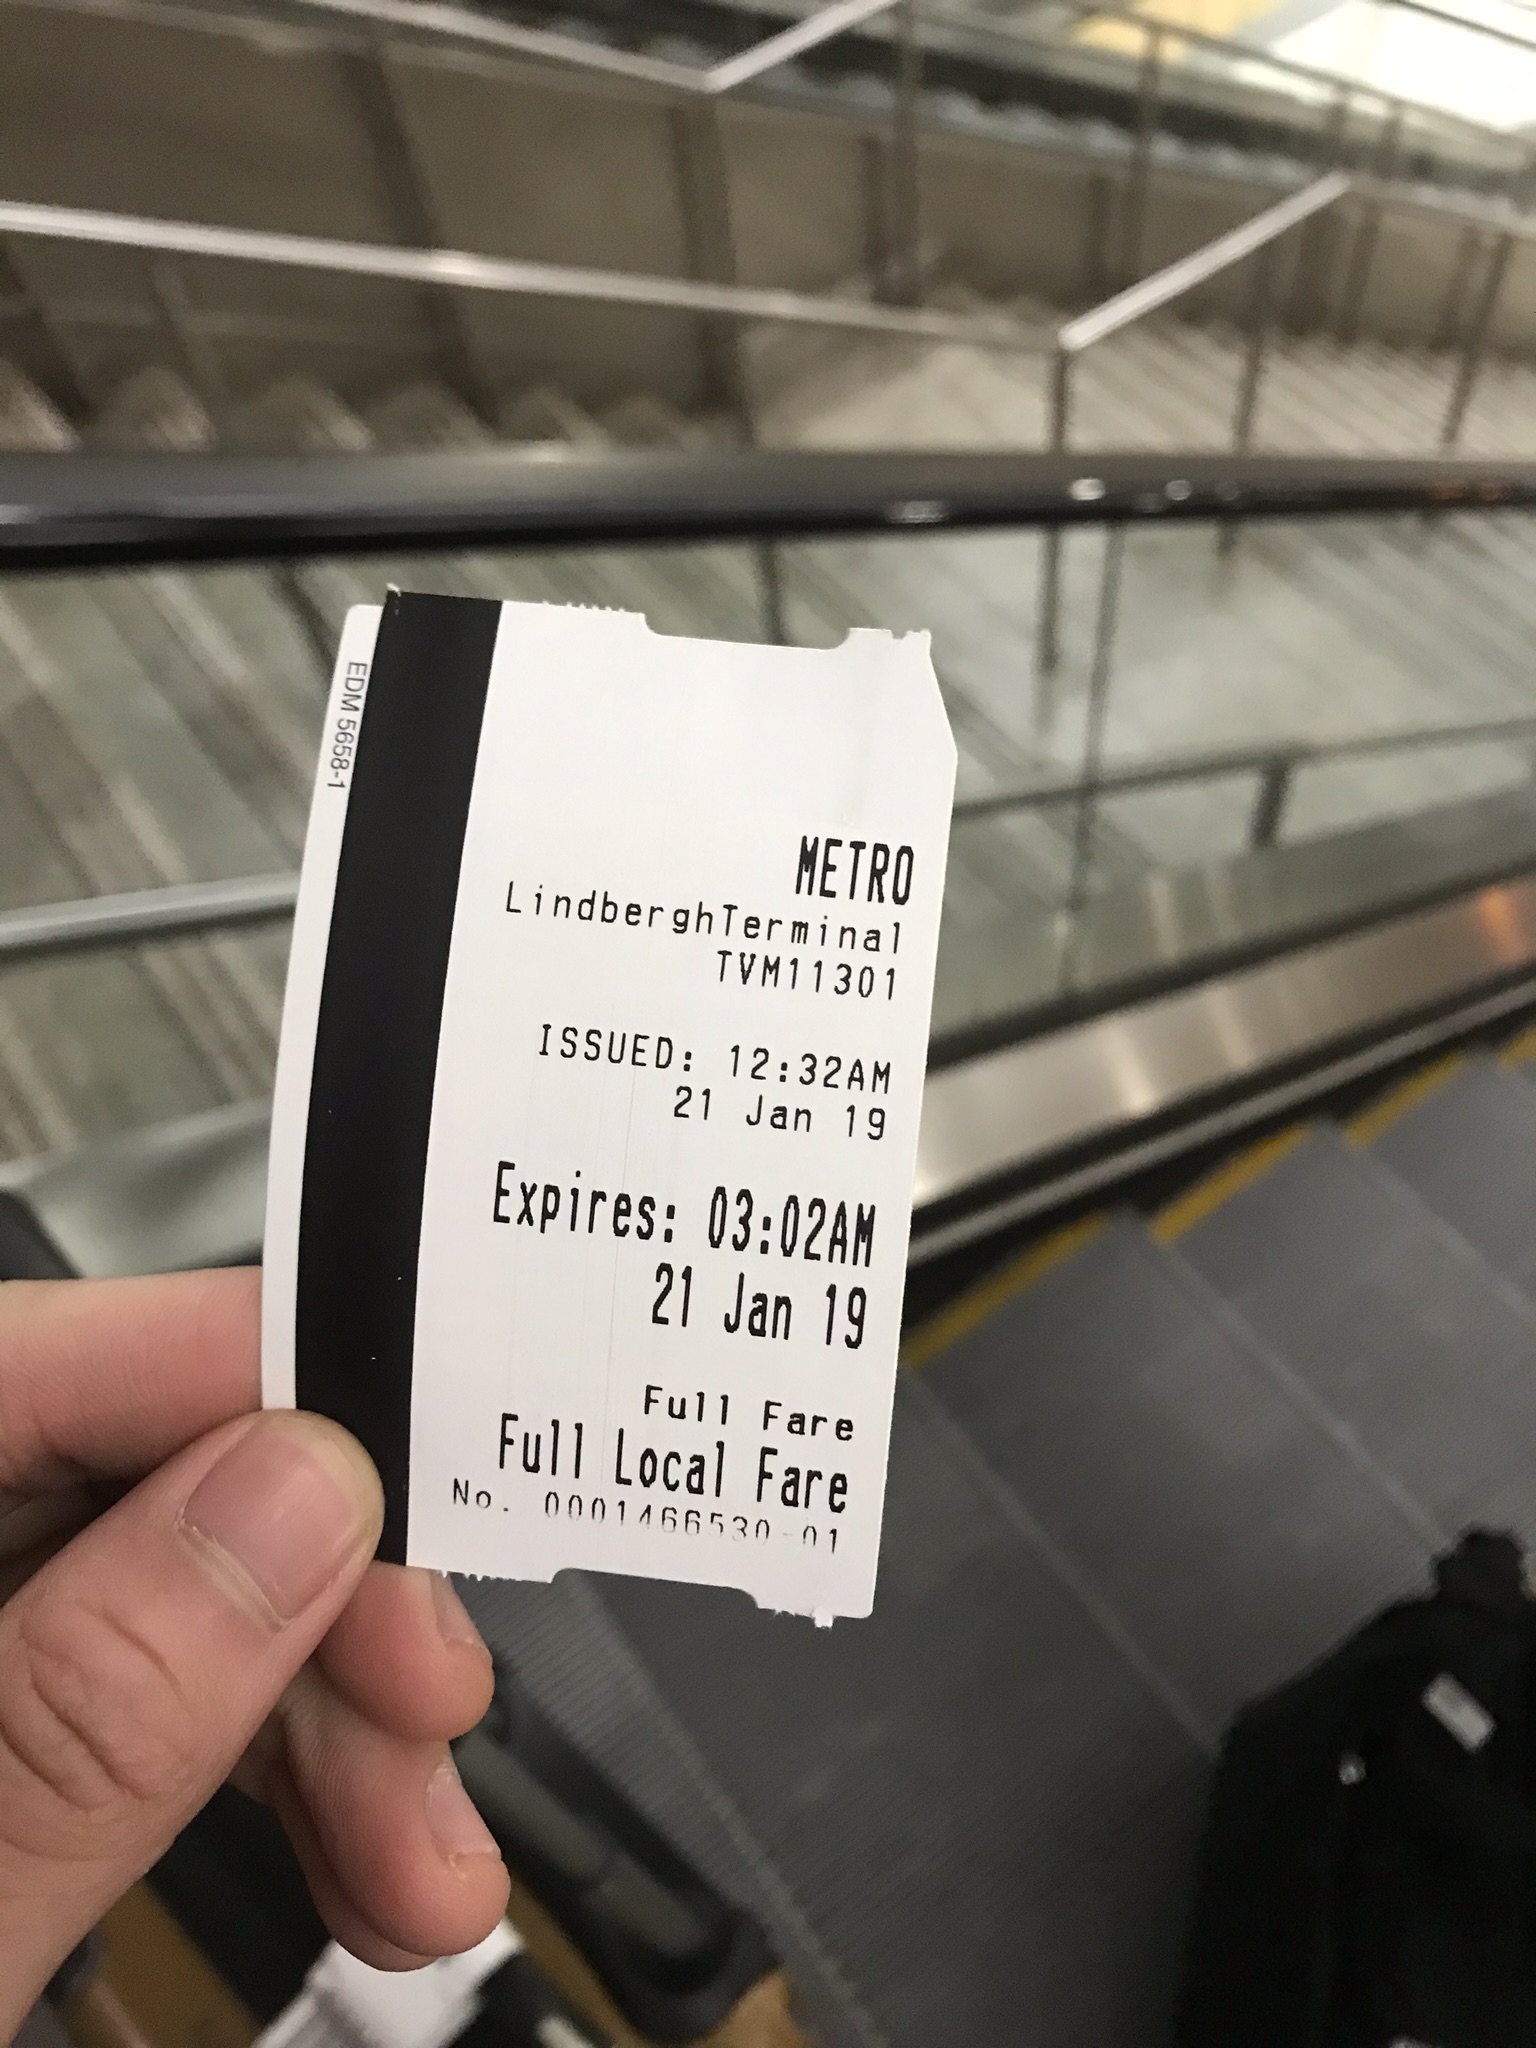 EDM 5658-1
METRO
LindberghTerminal
TVM11301
ISSUED: 12:32AM
21 Jan 19
Expires: 03:02AM
21 Jan 19
Full Fare
Full Local Fare
No. 0001466530-01